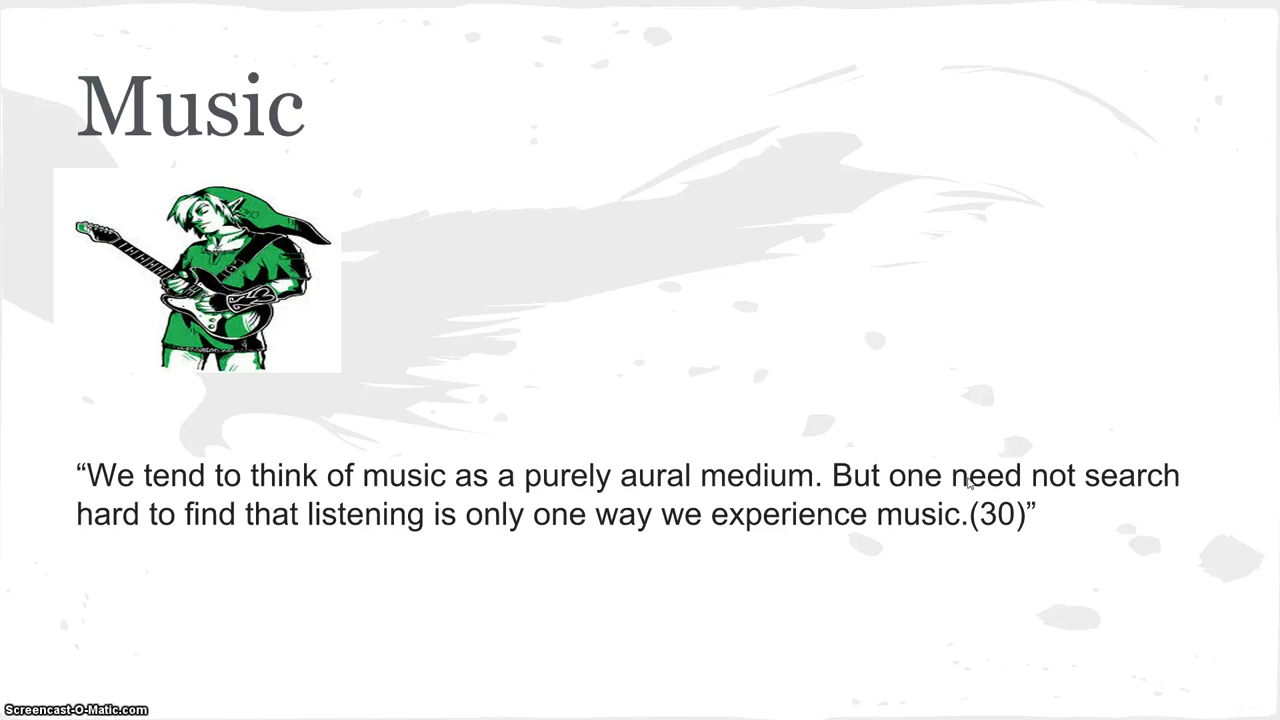 Music
“We tend to think of music as a purely aural medium. But one need not search
hard to find that listening is only one way we experience music.(30)”
Screencast-O-Matic.com